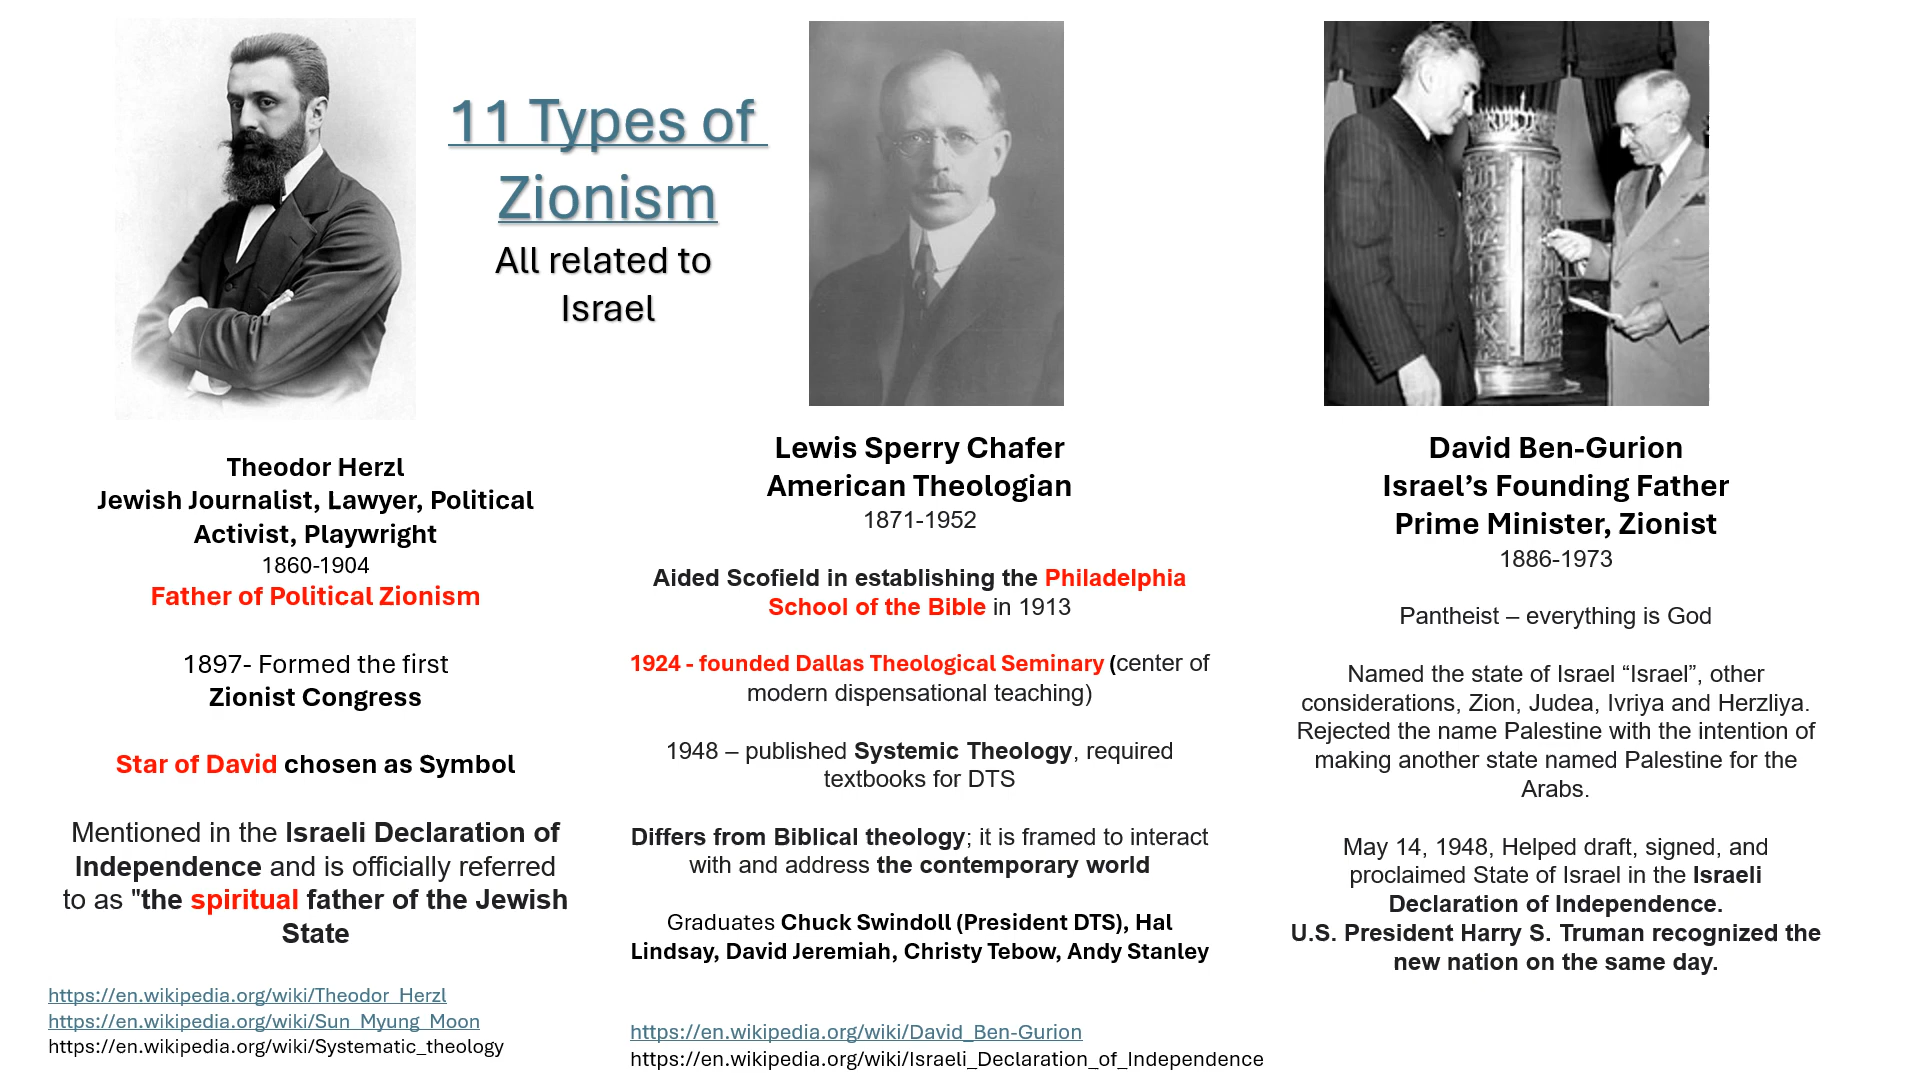 11 Types of
Zionism
All related to
Israel
Theodor Herzl
Jewish Journalist, Lawyer, Political
Activist, Playwright
1860-1904
Father of Political Zionism
1897- Formed the first
Zionist Congress
Star of David chosen as Symbol
Mentioned in the Israeli Declaration of
Independence and is officially referred
to as "the spiritual father of the Jewish
State
https://en.wikipedia.org/wiki/Theodor_Herzl
https://en.wikipedia.org/wiki/Sun_Myung_Moon
https://en.wikipedia.org/wiki/Systematic_theology
Lewis Sperry Chafer
American Theologian
1871-1952
Aided Scofield in establishing the Philadelphia
School of the Bible in 1913
1924 - founded Dallas Theological Seminary (center of
modern dispensational teaching)
1948 – published Systemic Theology, required
textbooks for DTS
Differs from Biblical theology; it is framed to interact
with and address the contemporary world
Graduates Chuck Swindoll (President DTS), Hal
Lindsay, David Jeremiah, Christy Tebow, Andy Stanley
https://en.wikipedia.org/wiki/David_Ben-Gurion
https://en.wikipedia.org/wiki/Israeli_Declaration_of_Independence
David Ben-Gurion
Israel’s Founding Father
Prime Minister, Zionist
1886-1973
Pantheist – everything is God
Named the state of Israel “Israel”, other
considerations, Zion, Judea, Ivriya and Herzliya.
Rejected the name Palestine with the intention of
making another state named Palestine for the
Arabs.
May 14, 1948, Helped draft, signed, and
proclaimed State of Israel in the Israeli
Declaration of Independence.
U.S. President Harry S. Truman recognized the
new nation on the same day.